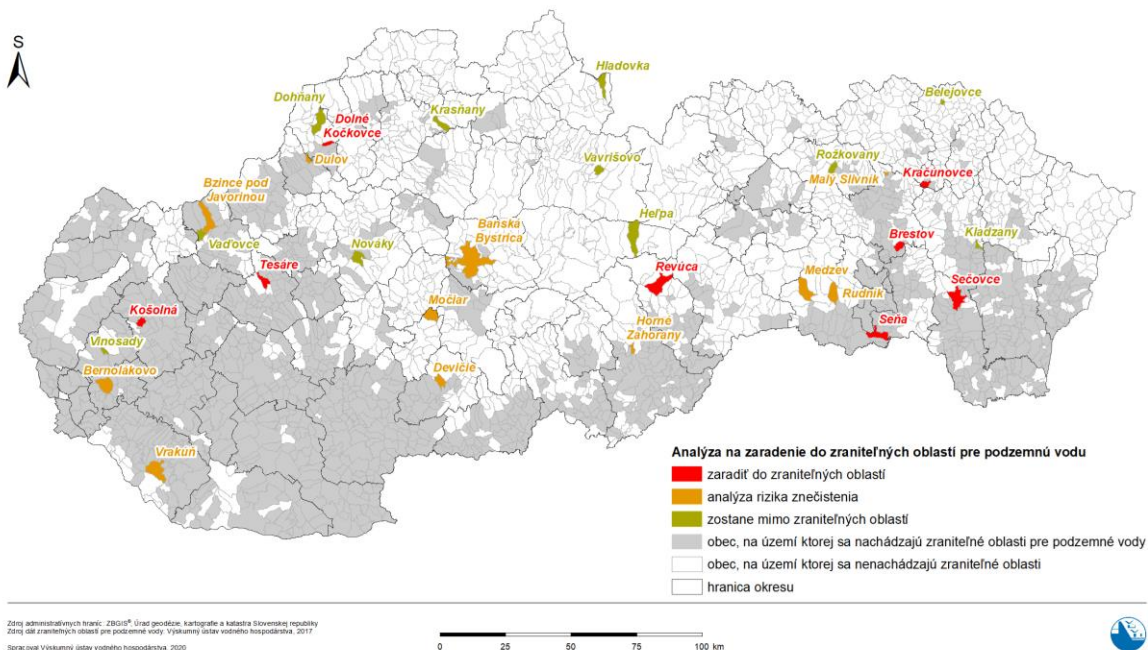 S
Hladovka
Belejovce
Dohňany
Krasňany
Dolné
Kočkovce
Dulov
Vavrišovo
Rožkovany
Malý Slivník
Kračúnovce
Bzince pod
Javorinou
Heľpa
Banská
Bystrica
Vaďovce
Nováky
Brestov
Kladzany
Tesáre
Revúca
Medzev
Rudník
Sečovce
Močiar
Košolná
Horné
Zahorany
Seňa
Vinosady
Bernolákovo
Devičie
Vrakúň
Analýza na zaradenie do zraniteľných oblastí pre podzemnú vodu
zaradiť do zraniteľných oblastí
analýza rizika znečistenia
zostane mimo zraniteľných oblastí
obec, na území ktorej sa nachádzajú zraniteľné oblasti pre podzemné vody
obec, na území ktorej sa nenachádzajú zraniteľné oblasti
hranica okresu
Zdroj administratívnych hraníc: ZBGIS®, Úrad geodézie, kartografie a katastra Slovenskej republiky
Zdroj dát zraniteľných oblastí pre podzemné vody: Výskumný ústav vodného hospodárstva, 2017
Spracoval Výskumný ústav vodného hospodárstva, 2020
0 25 50 75 100 km